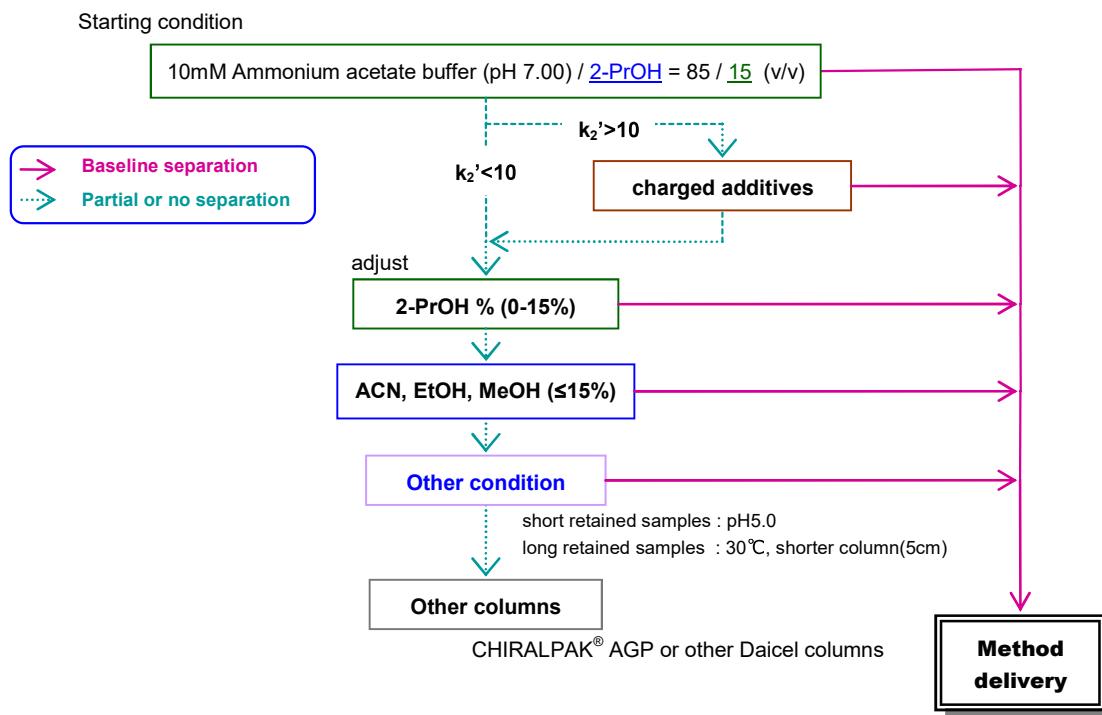 Starting condition
10mM Ammonium acetate buffer (pH 7.00) / 2-PrOH = 85 / 15 (v/v)
k₂'>10
Baseline separation
Partial or no separation
k₂'<10
charged additives
adjust
2-PrOH % (0-15%)
ACN, EtOH, MeOH (≤15%)
Other condition
short retained samples : pH5.0
long retained samples : 30℃, shorter column(5cm)
Other columns
CHIRALPAK® AGP or other Daicel columns
Method
delivery